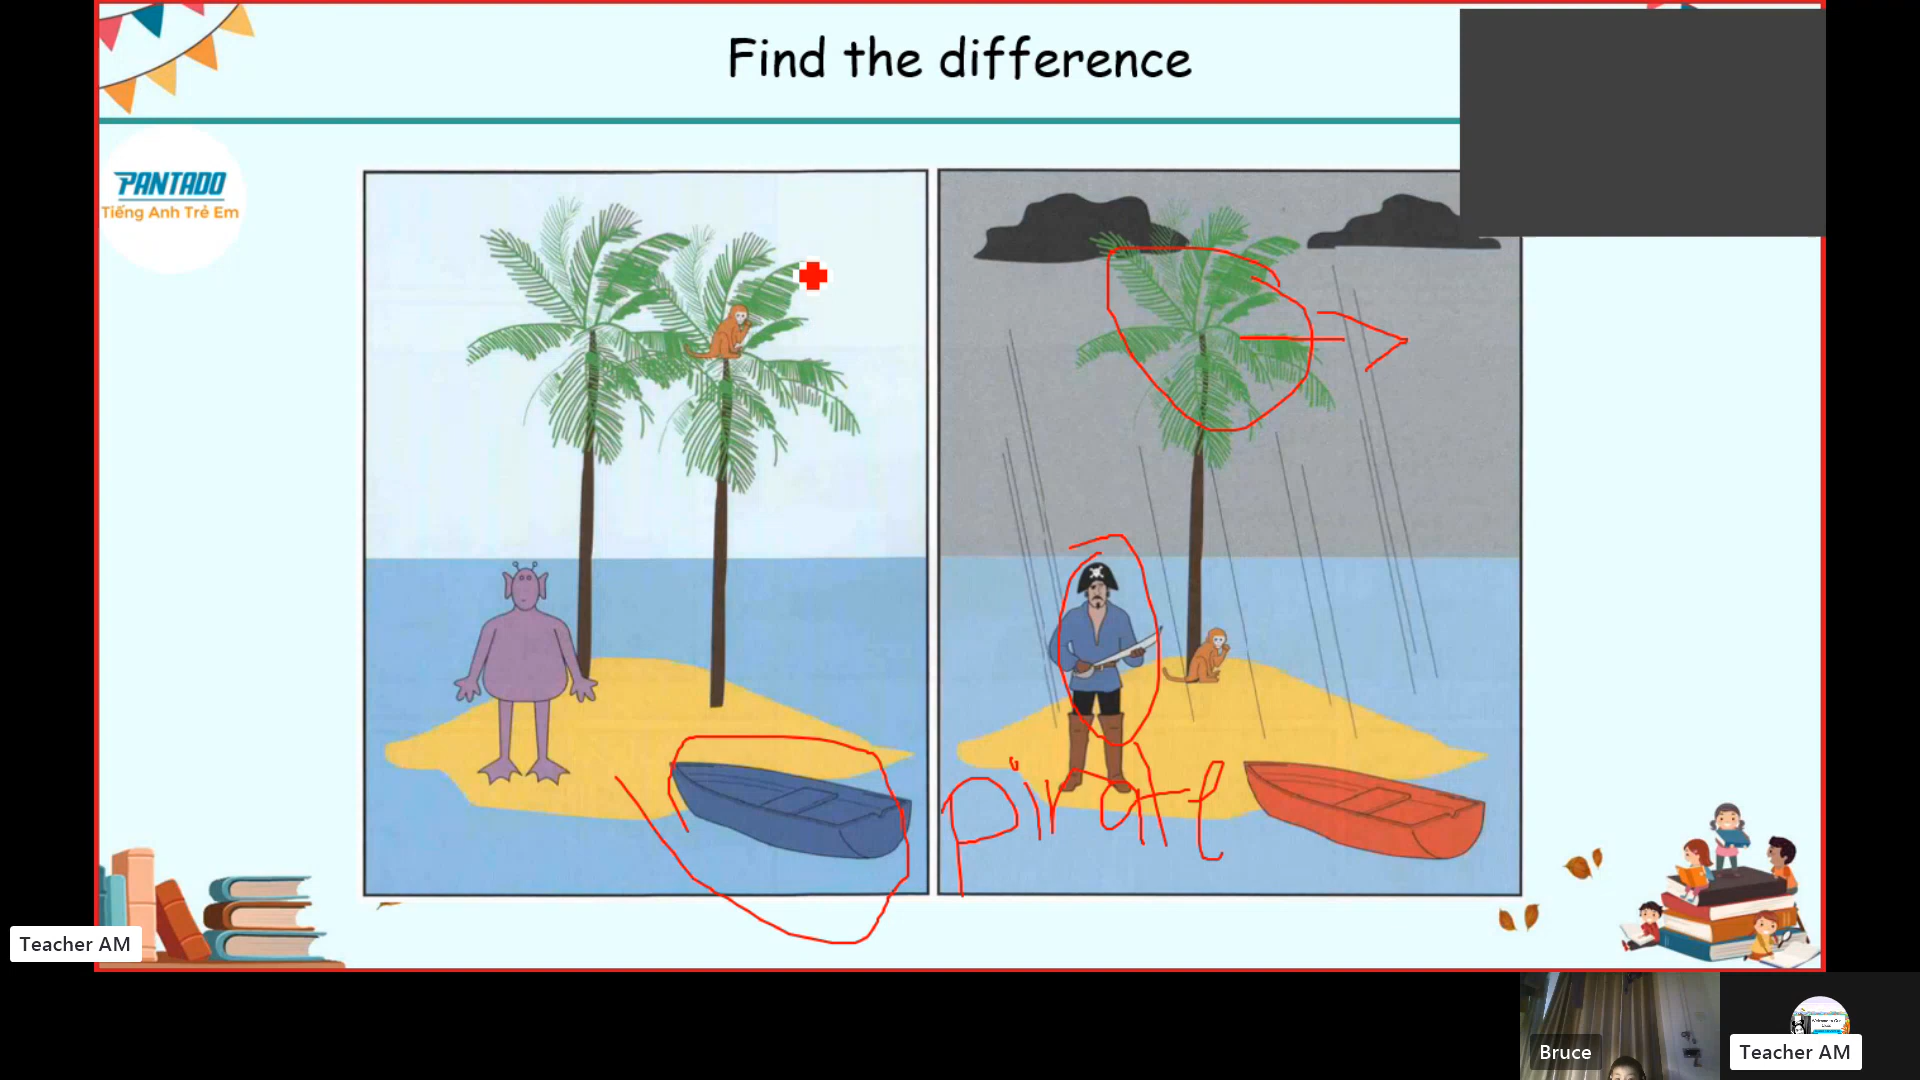 Find the difference
PANTADO
Tiếng Anh Trẻ Em
pirate
Teacher AM
Bruce
Teacher AM